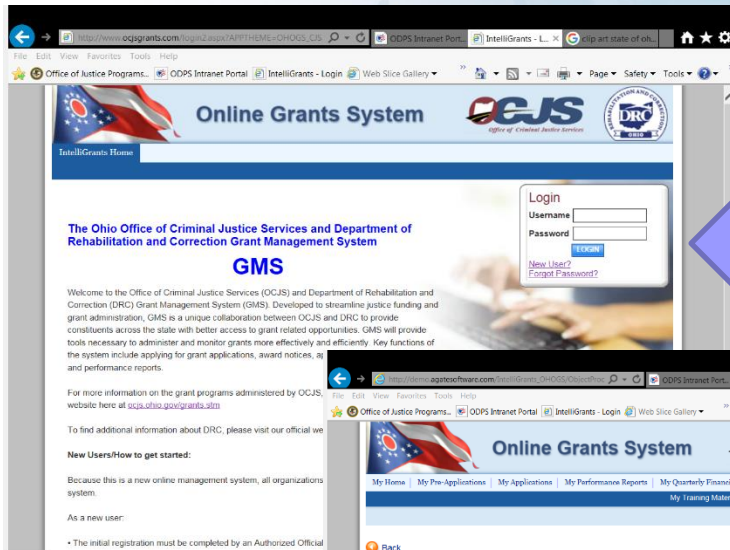 http://www.ocjsgrants.com/login2.aspx?APPTHEME=OHOGS_CJS
ODPS Intranet Port...
IntelliGrants - L...
clip art state of oh...
File Edit View Favorites Tools Help
Office of Justice Programs... ODPS Intranet Portal IntelliGrants - Login Web Slice Gallery
Page Safety Tools
Online Grants System
OCJS
Office of Criminal Justice Services
REHABILITATION AND CORRECTION
DRC
OHIO
IntelliGrants Home
Login
Username
Password
LOGIN
New User?
Forgot Password?
The Ohio Office of Criminal Justice Services and Department of
Rehabilitation and Correction Grant Management System
GMS
Welcome to the Office of Criminal Justice Services (OCJS) and Department of Rehabilitation and
Correction (DRC) Grant Management System (GMS). Developed to streamline justice funding and
grant administration, GMS is a unique collaboration between OCJS and DRC to provide
constituents across the state with better access to grant related opportunities. GMS will provide
tools necessary to administer and monitor grants more effectively and efficiently. Key functions of
the system include applying for grant applications, award notices,
and performance reports.
For more information on the grant programs administered by OCJS,
website here at ocjs.ohio.gov/grants.stm
To find additional information about DRC, please visit our official we
New Users/How to get started:
Because this is a new online management system, all organizations
system.
As a new user:
• The initial registration must be completed by an Authorized Official
http://demo.agatesoftware.com/IntelliGrants_OHOGS/ObjectProc
ODPS Intranet Port...
File Edit View Favorites Tools Help
Office of Justice Programs... ODPS Intranet Portal IntelliGrants - Login Web Slice Gallery
Online Grants System
My Home | My Pre-Applications | My Applications | My Performance Reports | My Quarterly Financi
My Training Mater
Back